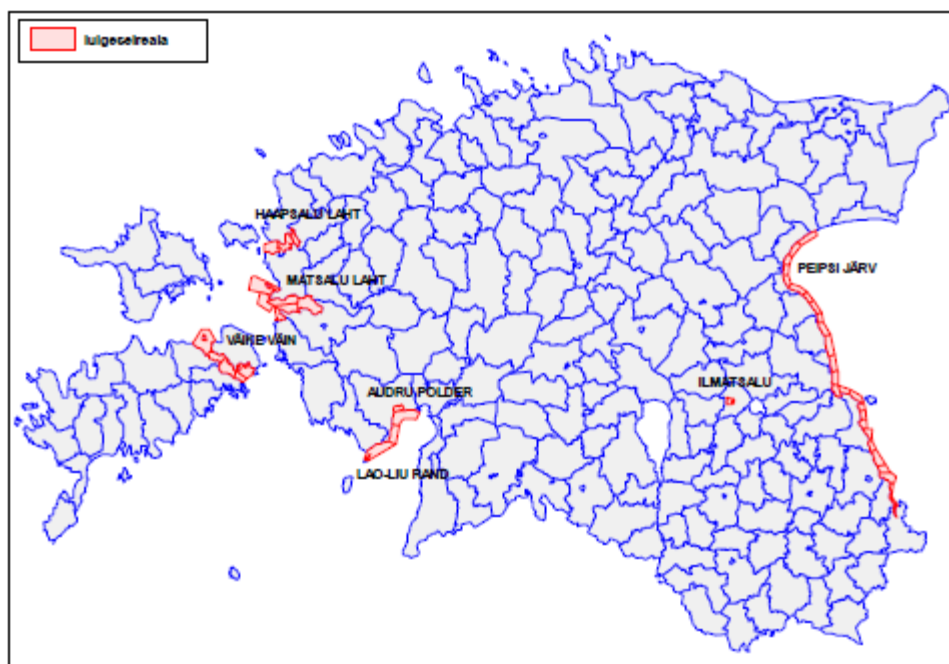 luigeseireala
HAAPSALU LAHT
MATSALU LAHT
PEIPSI JÄRV
VÄIKE VÄIN
ILMATSALU
AUDRU POLDER
LAO-LIU RAND